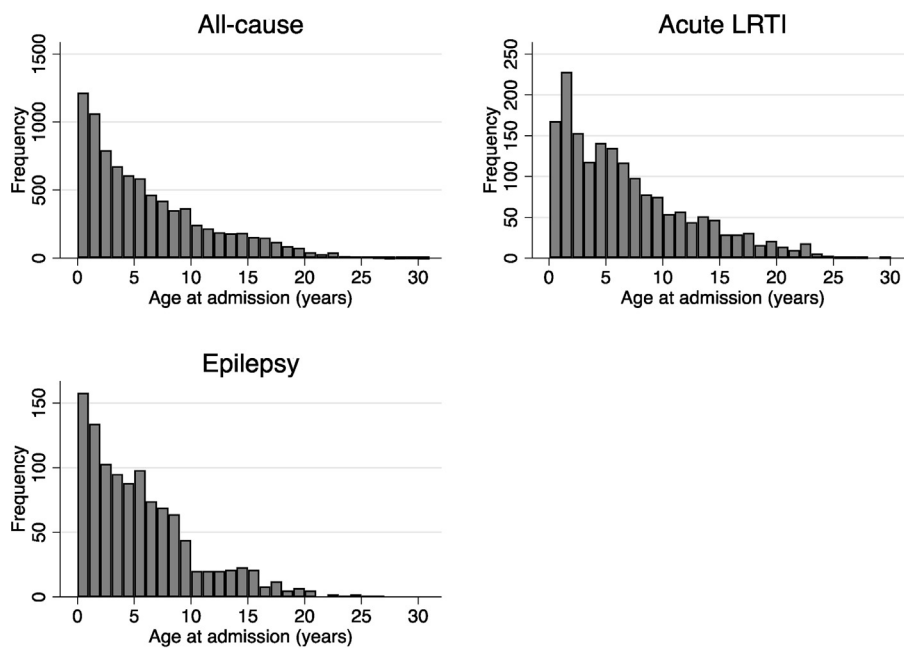 All-cause
Frequency
0 500 1000 1500
0 5 10 15 20 25 30
Age at admission (years)
Acute LRTI
Frequency
0 50 100 150 200 250
0 5 10 15 20 25 30
Age at admission (years)
Epilepsy
Frequency
0 50 100 150
0 5 10 15 20 25 30
Age at admission (years)